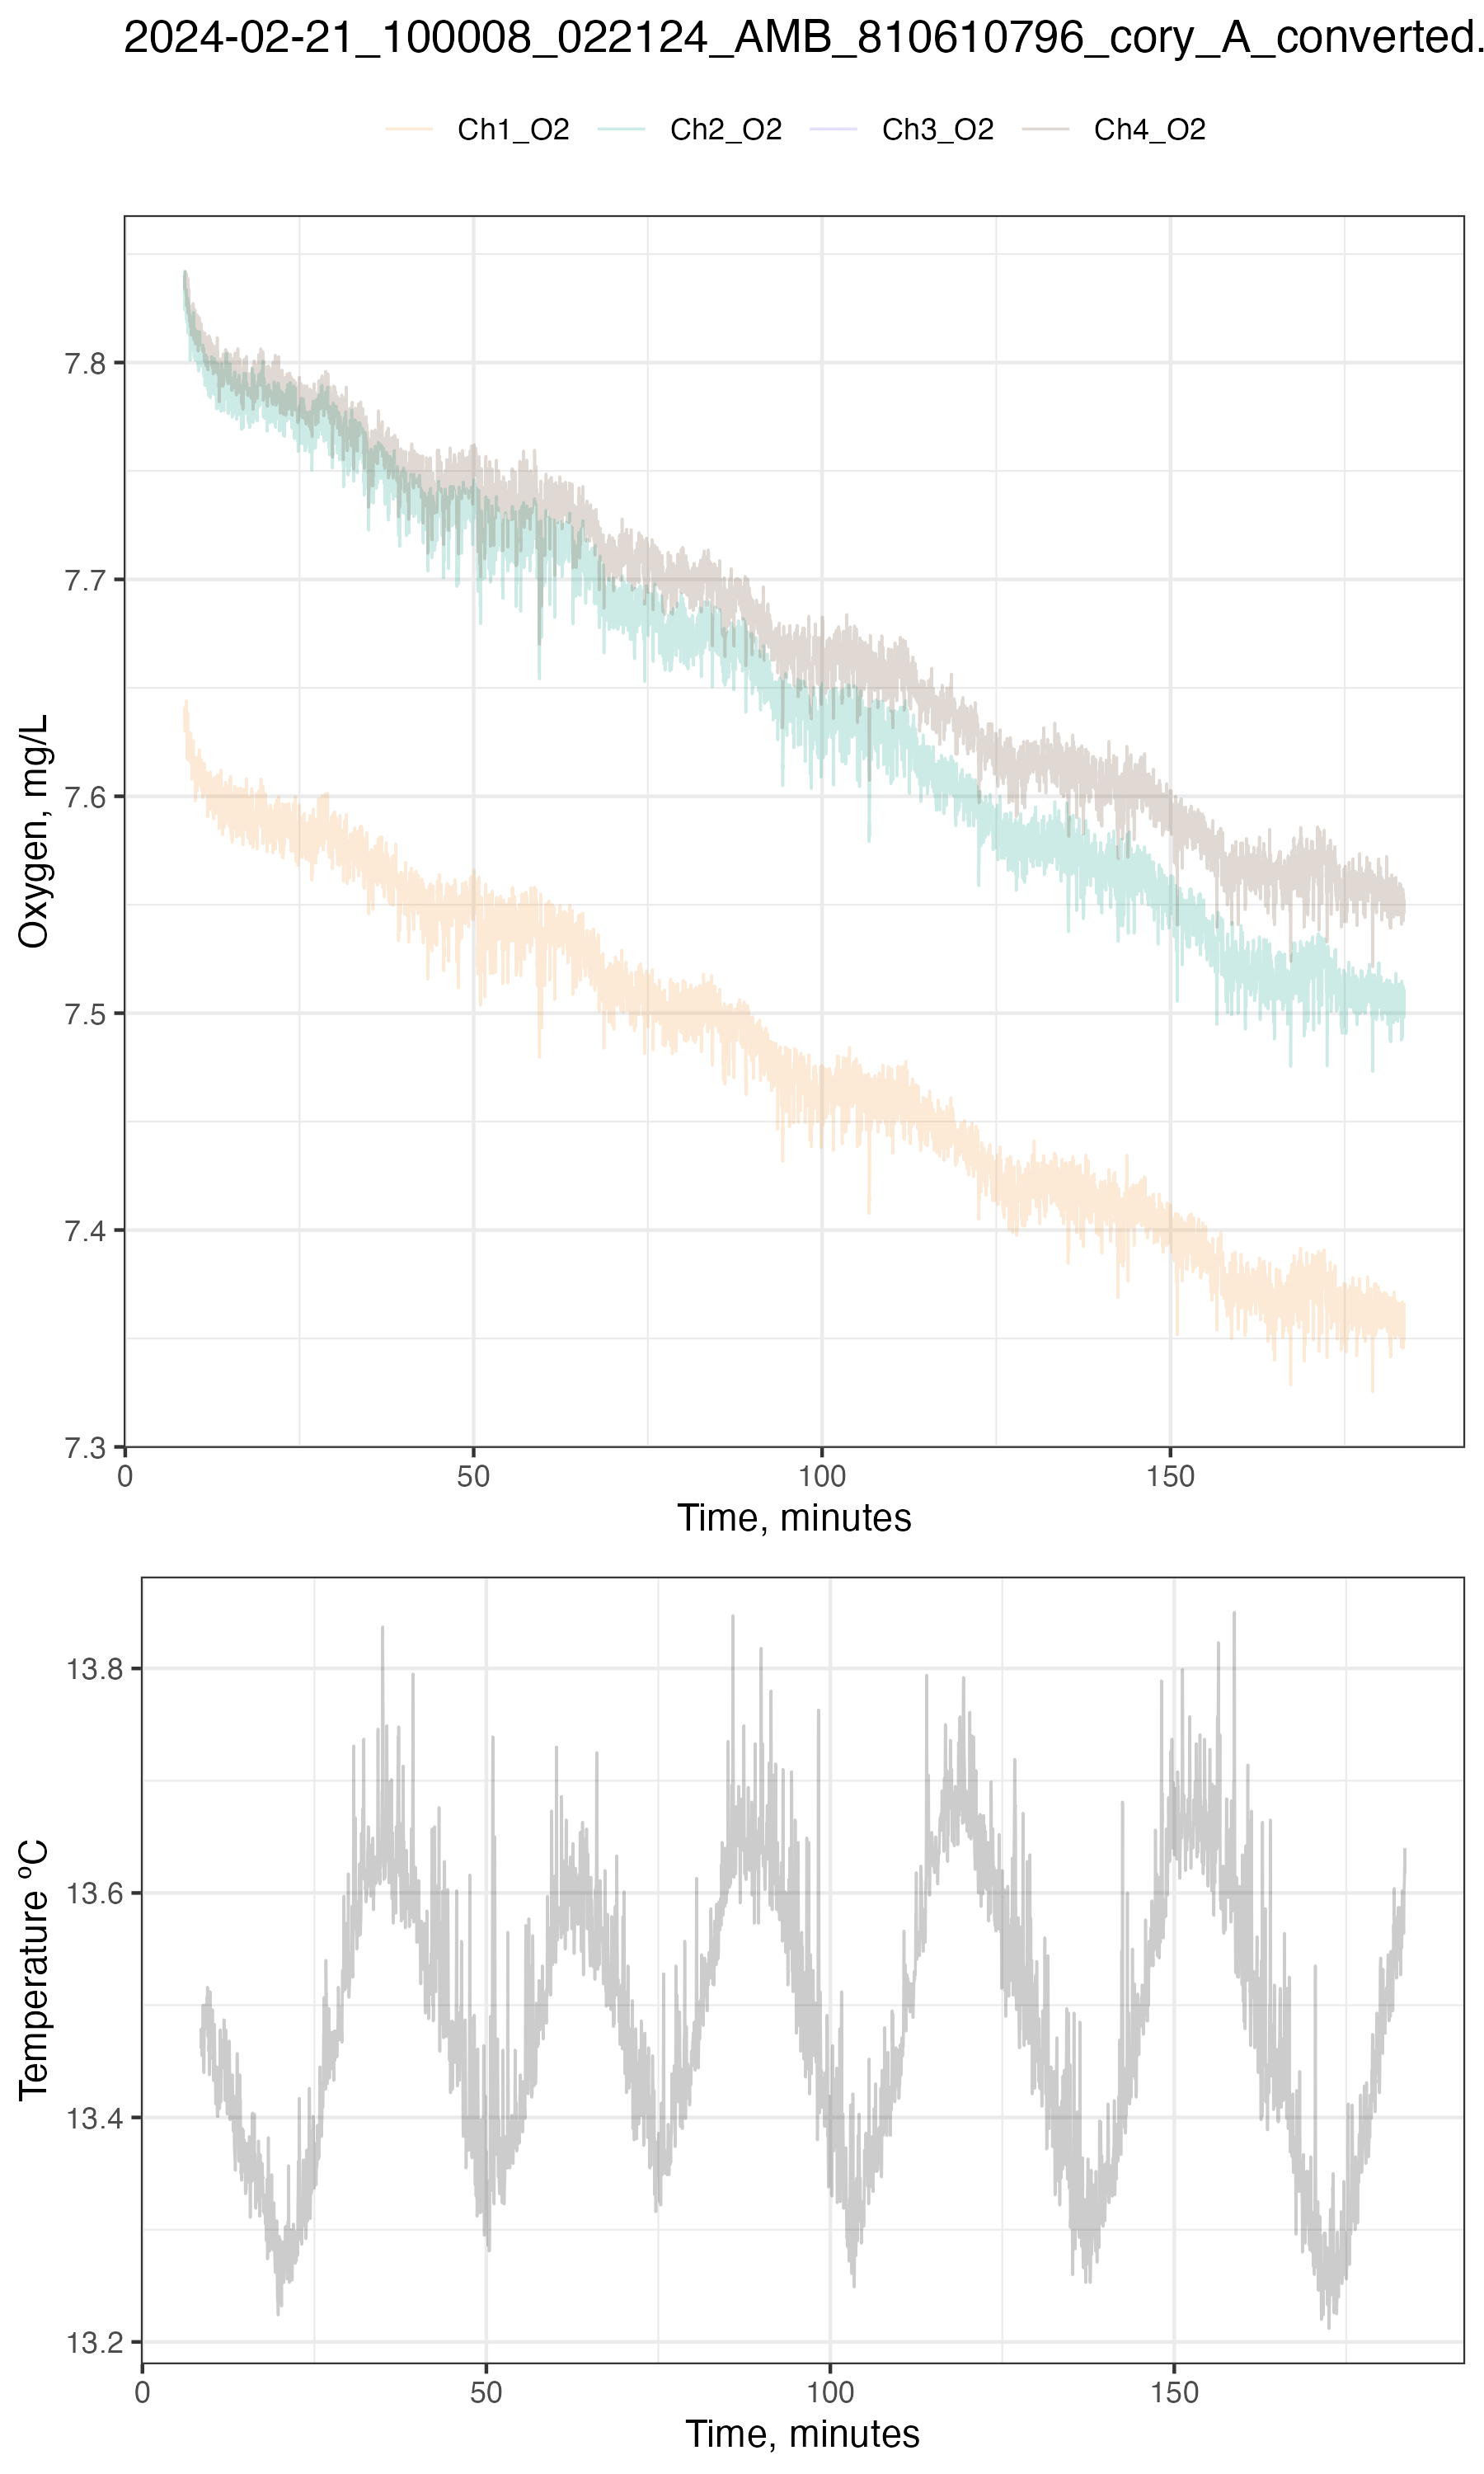 2024-02-21_100008_022124_AMB_810610796_cory_A_converted.
Ch1_O2 Ch2_O2 Ch3_O2 Ch4_O2
7.8
7.7
7.6
7.5
7.4
7.3
Oxygen, mg/L
0 50 100 150
Time, minutes
13.8
13.6
13.4
13.2
Temperature ºC
0 50 100 150
Time, minutes